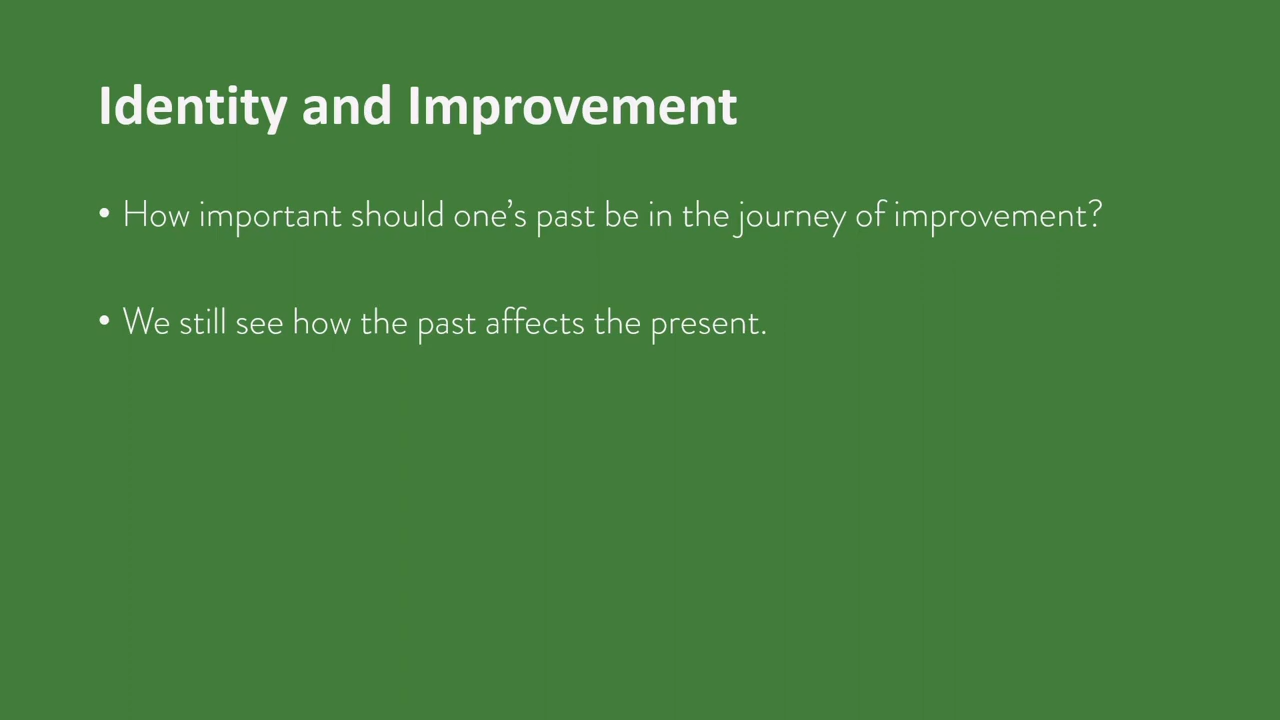 Identity and Improvement
• How important should one’s past be in the journey of improvement?
• We still see how the past affects the present.